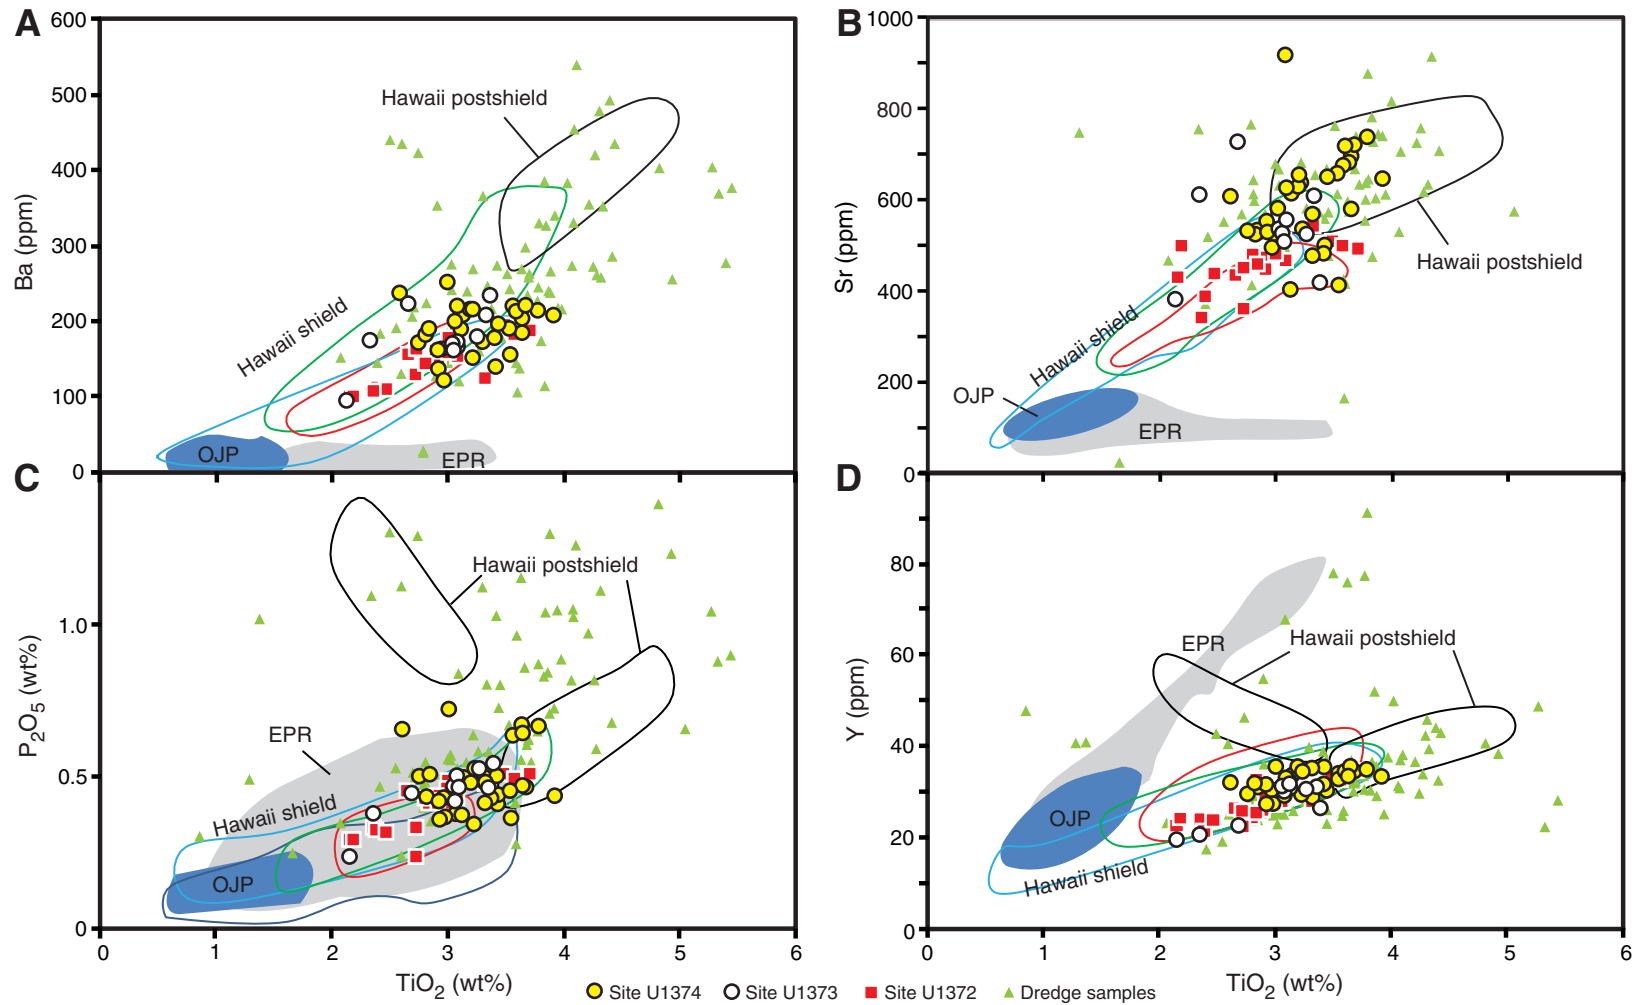 A
600
500
400
300
200
100
0
Ba (ppm)
Hawaii postshield
Hawaii shield
OJP
EPR
B
1000
800
600
400
200
0
Sr (ppm)
Hawaii postshield
Hawaii shield
OJP
EPR
C
1.0
0.5
0
P2O5 (wt%)
Hawaii postshield
EPR
Hawaii shield
OJP
0 1 2 3 4 5 6
TiO2 (wt%)
D
80
60
40
20
0
Y (ppm)
EPR
Hawaii postshield
OJP
Hawaii shield
0 1 2 3 4 5 6
TiO2 (wt%)
Site U1374 Site U1373 Site U1372 Dredge samples